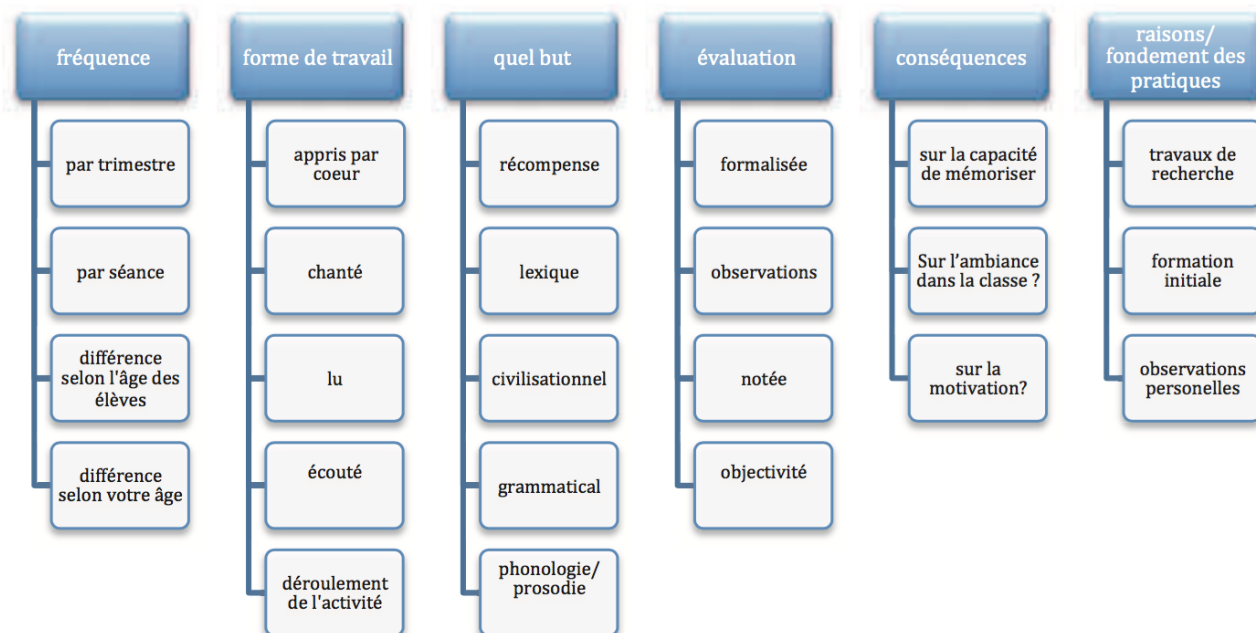 fréquence
par trimestre
par séance
différence
selon l'âge des
élèves
différence
selon votre âge
forme de travail
appris par
coeur
chanté
lu
écouté
déroulement
de l'activité
quel but
récompense
lexique
civilisationnel
grammatical
phonologie/
prosodie
évaluation
formalisée
observations
notée
objectivité
conséquences
sur la capacité
de mémoriser
Sur l’ambiance
dans la classe ?
sur la
motivation?
raisons/
fondement des
pratiques
travaux de
recherche
formation
initiale
observations
personelles